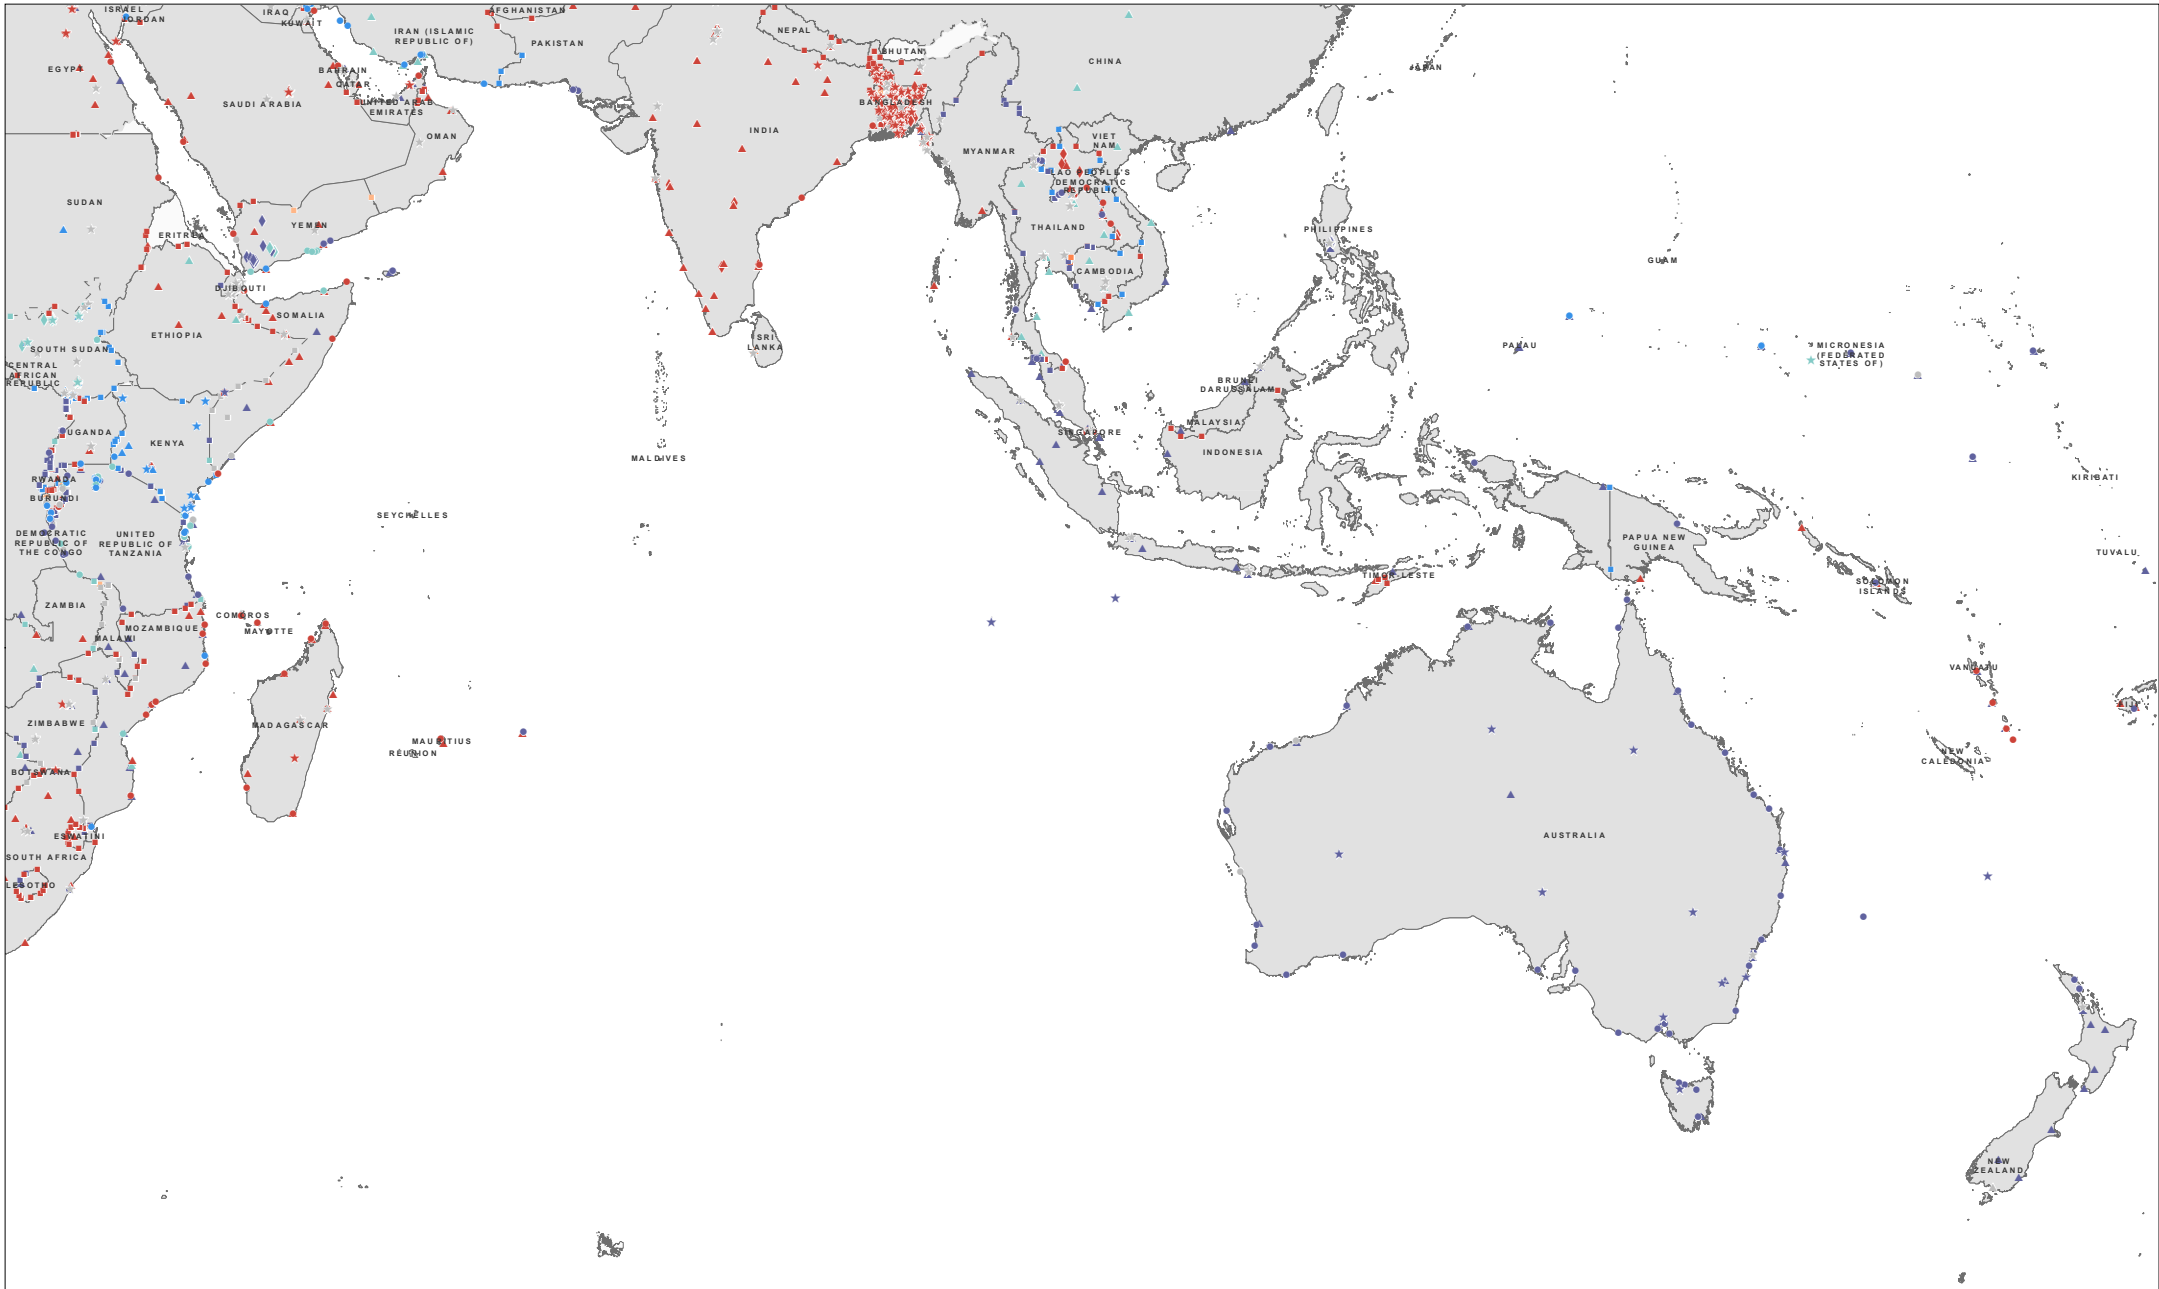 ISRAEL
JORDAN
IRAQ
KUWAIT
AFGHANISTAN
IRAN (ISLAMIC
REPUBLIC OF)
PAKISTAN
NEPAL
BHUTAN
CHINA
JAPAN
EGYPT
BAHRAIN
QATAR
SAUDI ARABIA
UNITED ARAB
EMIRATES
OMAN
BANGLADESH
INDIA
MYANMAR
VIET
NAM
LAO PEOPLE'S
DEMOCRATIC
REPUBLIC
SUDAN
ERITREA
YEMEN
THAILAND
PHILIPPINES
GUAM
DJIBOUTI
CAMBODIA
ETHIOPIA
SOMALIA
SRI
LANKA
SOUTH SUDAN
CENTRAL
AFRICAN
REPUBLIC
PALAU
MICRONESIA
(FEDERATED
STATES OF)
BRUNEI
DARUSSALAM
UGANDA
KENYA
MALDIVES
SINGAPORE
MALAYSIA
INDONESIA
KIRIBATI
RWANDA
BURUNDI
SEYCHELLES
DEMOCRATIC
REPUBLIC OF
THE CONGO
UNITED
REPUBLIC OF
TANZANIA
PAPUA NEW
GUINEA
TUVALU
TIMOR-LESTE
SOLOMON
ISLANDS
ZAMBIA
COMOROS
MAYOTTE
MALAWI
MOZAMBIQUE
VANUATU
ZIMBABWE
MADAGASCAR
MAURITIUS
RÉUNION
FIJI
NEW
CALEDONIA
BOTSWANA
ESWATINI
AUSTRALIA
SOUTH AFRICA
LESOTHO
NEW
ZEALAND